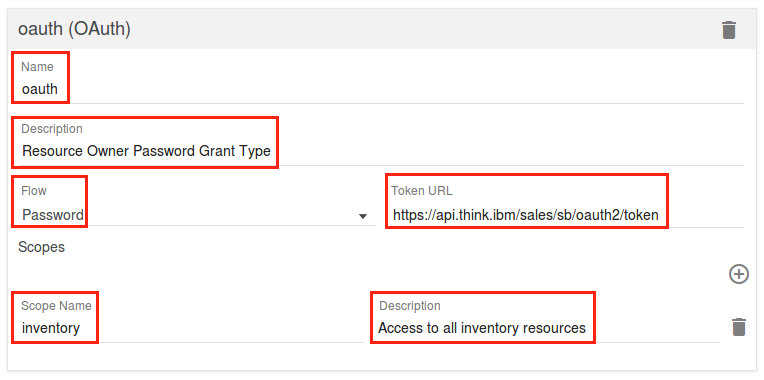 oauth (OAuth)
Name
oauth
Description
Resource Owner Password Grant Type
Flow
Password
Token URL
https://api.think.ibm/sales/sb/oauth2/token
Scopes
Scope Name
inventory
Description
Access to all inventory resources